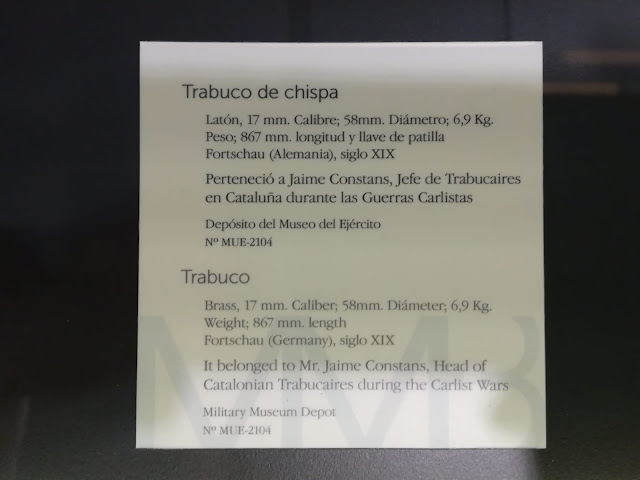 Trabuco de chispa
Latón, 17 mm. Calibre; 58mm. Diámetro; 6,9 Kg.
Peso; 867 mm. longitud y llave de patilla
Fortschau (Alemania), siglo XIX
Perteneció a Jaime Constans, Jefe de Trabucaires
en Cataluña durante las Guerras Carlistas
Depósito del Museo del Ejército
Nº MUE-2104
Trabuco
Brass, 17 mm. Caliber; 58mm. Diámeter; 6,9 Kg.
Weight; 867 mm. length
Fortschau (Germany), siglo XIX
It belonged to Mr. Jaime Constans, Head of
Catalonian Trabucaires during the Carlist Wars
Military Museum Depot
Nº MUE-2104
MMB